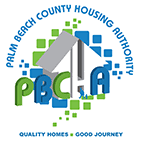 PALM BEACH COUNTY HOUSING AUTHORITY
PBCHA
QUALITY HOMES • GOOD JOURNEY